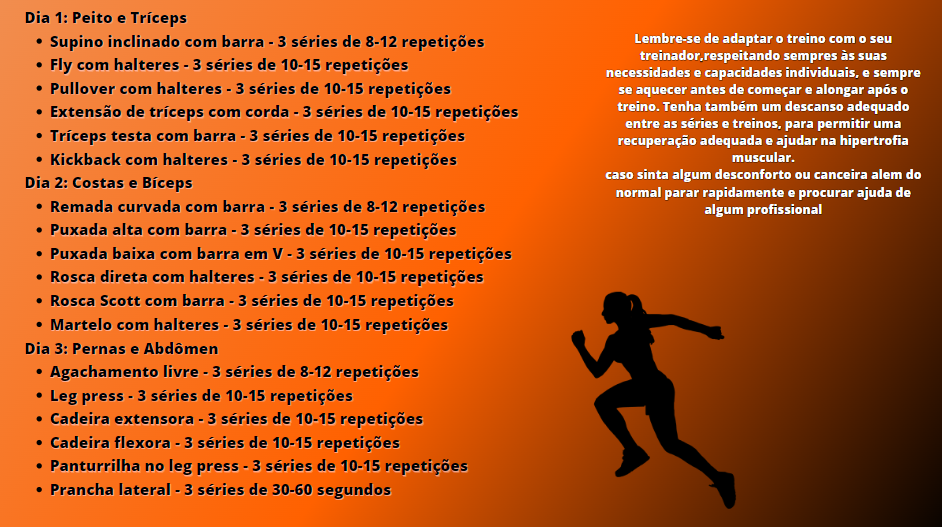 Dia 1: Peito e Tríceps
• Supino inclinado com barra - 3 séries de 8-12 repetições
• Fly com halteres - 3 séries de 10-15 repetições
• Pullover com halteres - 3 séries de 10-15 repetições
• Extensão de tríceps com corda - 3 séries de 10-15 repetições
• Tríceps testa com barra - 3 séries de 10-15 repetições
• Kickback com halteres - 3 séries de 10-15 repetições
Dia 2: Costas e Bíceps
• Remada curvada com barra - 3 séries de 8-12 repetições
• Puxada alta com barra - 3 séries de 10-15 repetições
• Puxada baixa com barra em V - 3 séries de 10-15 repetições
• Rosca direta com halteres - 3 séries de 10-15 repetições
• Rosca Scott com barra - 3 séries de 10-15 repetições
• Martelo com halteres - 3 séries de 10-15 repetições
Dia 3: Pernas e Abdômen
• Agachamento livre - 3 séries de 8-12 repetições
• Leg press - 3 séries de 10-15 repetições
• Cadeira extensora - 3 séries de 10-15 repetições
• Cadeira flexora - 3 séries de 10-15 repetições
• Panturrilha no leg press - 3 séries de 10-15 repetições
• Prancha lateral - 3 séries de 30-60 segundos
Lembre-se de adaptar o treino com o seu
treinador,respeitando sempre às suas
necessidades e capacidades individuais, e sempre
se aquecer antes de começar e alongar após o
treino. Tenha também um descanso adequado
entre as séries e treinos, para permitir uma
recuperação adequada e ajudar na hipertrofia
muscular.
caso sinta algum desconforto ou canceira alem do
normal parar rapidamente e procurar ajuda de
algum profissional